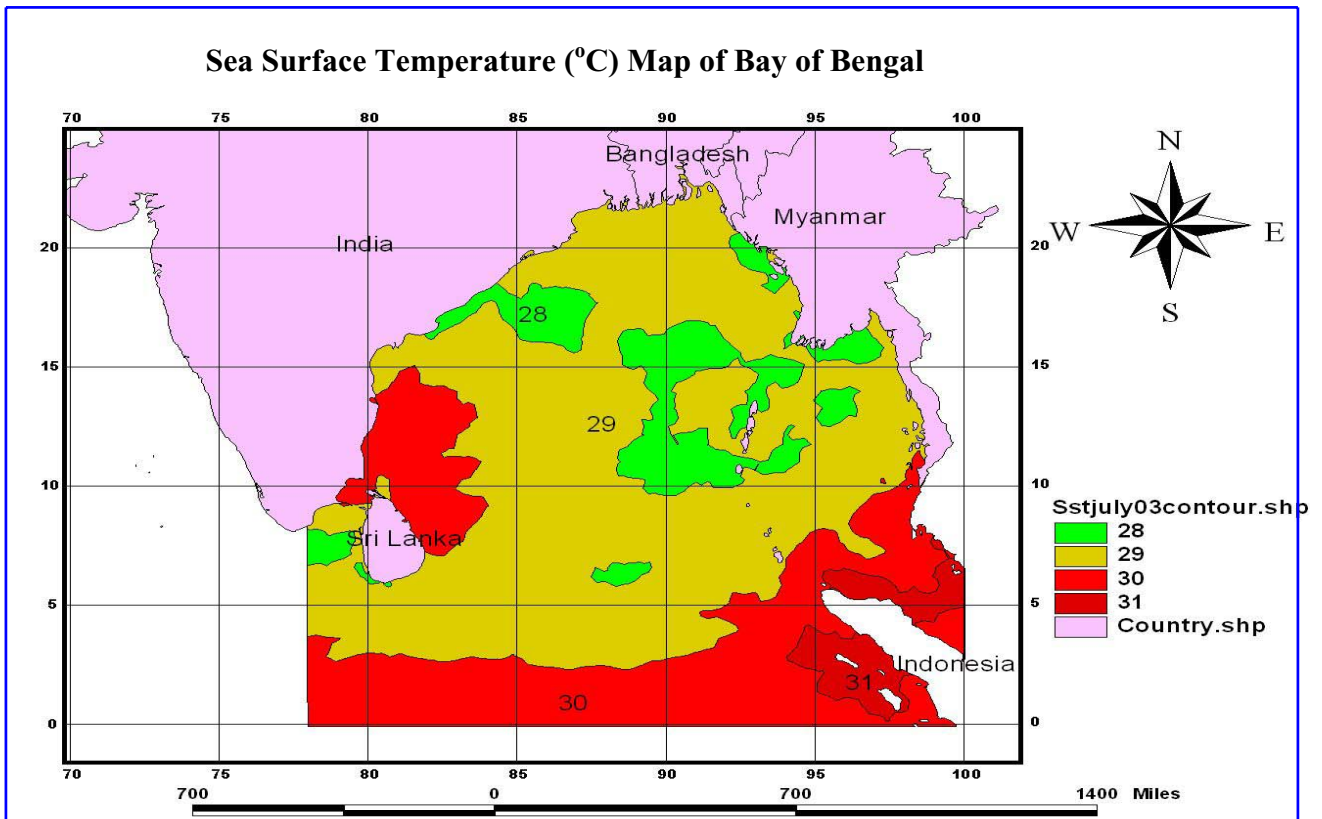 Sea Surface Temperature (°C) Map of Bay of Bengal
70 75 80 85 90 95 100
N
W E
S
Bangladesh
Myanmar
India
20 20
28
15 15
29
10 10
Sri Lanka
5 5
Indonesia
31
30
0 0
70 75 80 85 90 95 100
Sstjuly03contour.shp
28
29
30
31
Country.shp
700 0 700 1400 Miles